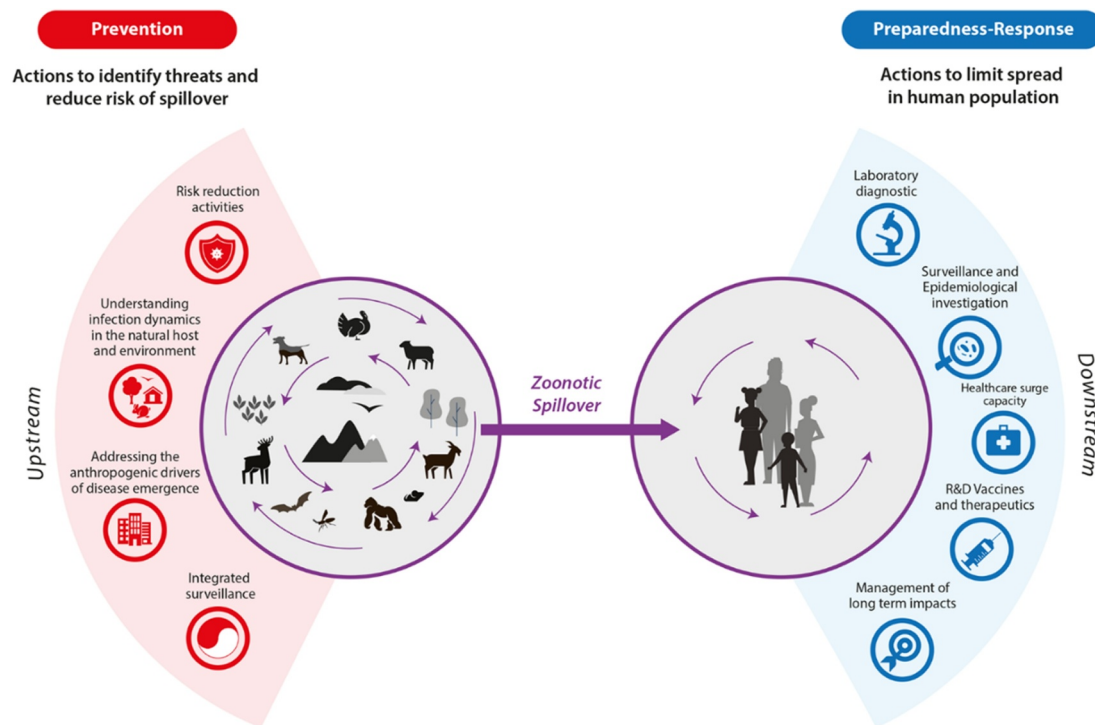 Prevention
Actions to identify threats and
reduce risk of spillover
Upstream
Risk reduction
activities
Understanding
infection dynamics
in the natural host
and environment
Addressing the
anthropogenic drivers
of disease emergence
Integrated
surveillance
Zoonotic
Spillover
Preparedness-Response
Actions to limit spread
in human population
Laboratory
diagnostic
Surveillance and
Epidemiological
investigation
Healthcare surge
capacity
R&D Vaccines
and therapeutics
Management of
long term impacts
Downstream